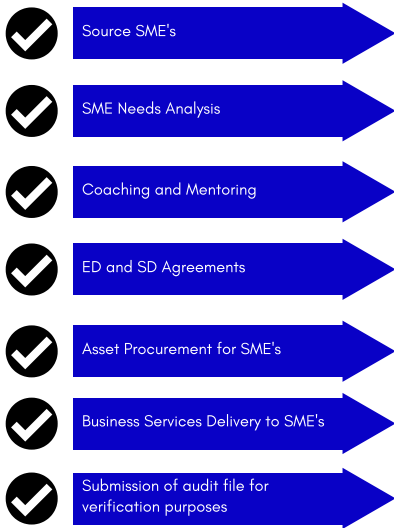 Source SME's
SME Needs Analysis
Coaching and Mentoring
ED and SD Agreements
Asset Procurement for SME's
Business Services Delivery to SME's
Submission of audit file for
verification purposes